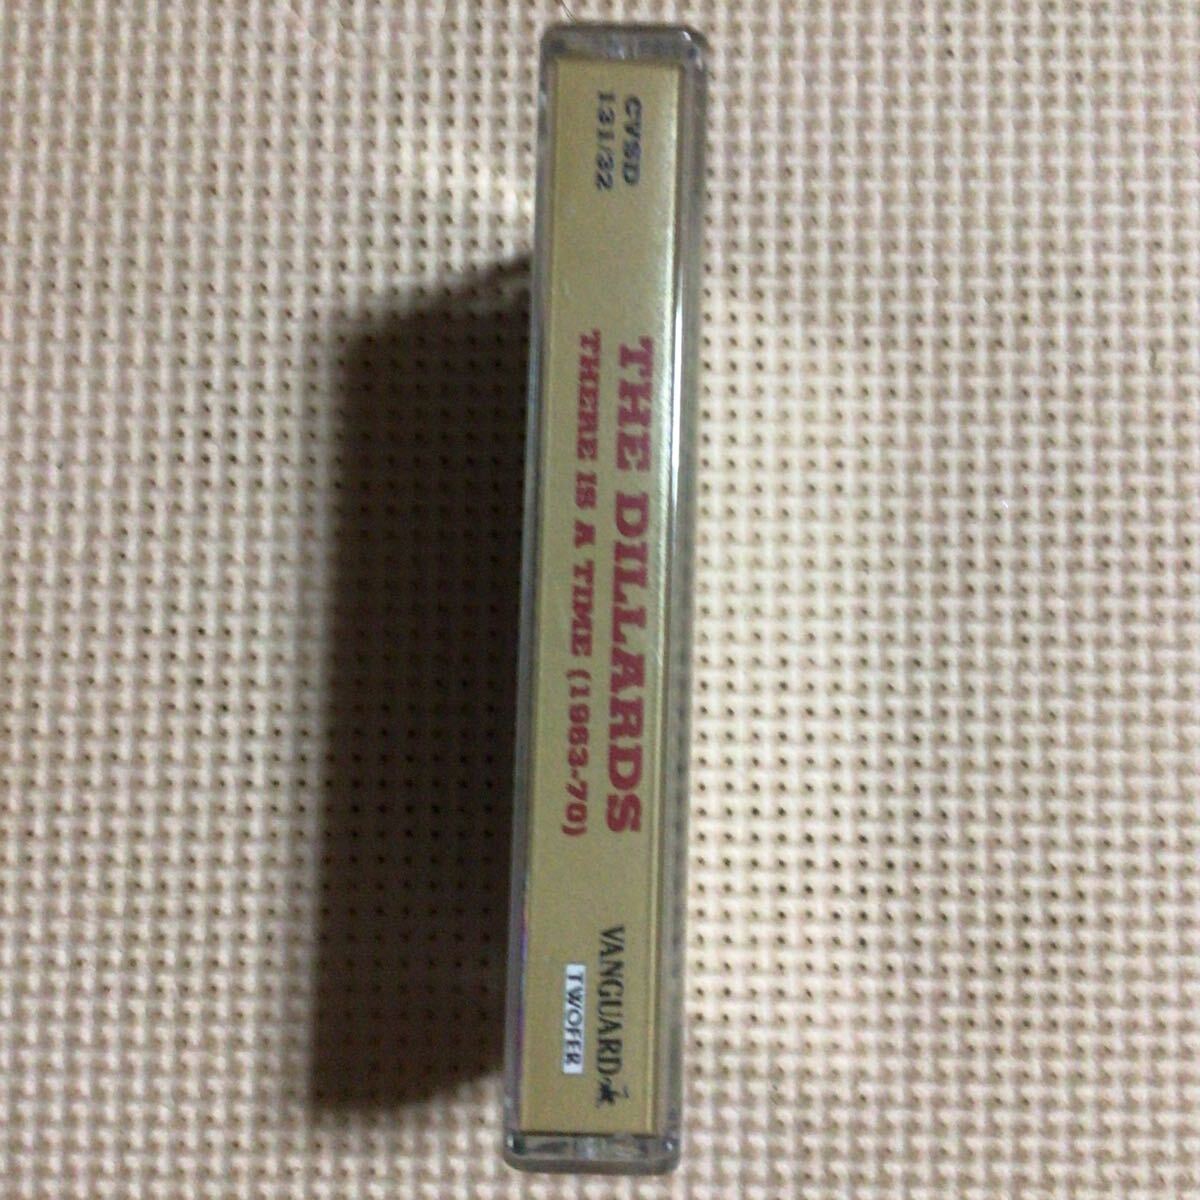 CVSD
131/32
THE DILLARDS
THERE IS A TIME (1963-70)
VANGUARD
TWOFER